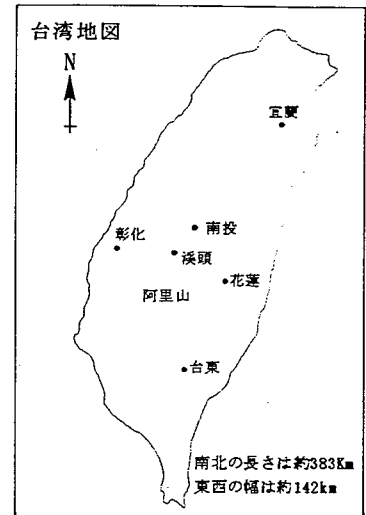 台湾地図
N
宜蘭
南投
彰化
溪頭
花蓮
阿里山
台東
南北の長さは約383Km
東西の幅は約142km